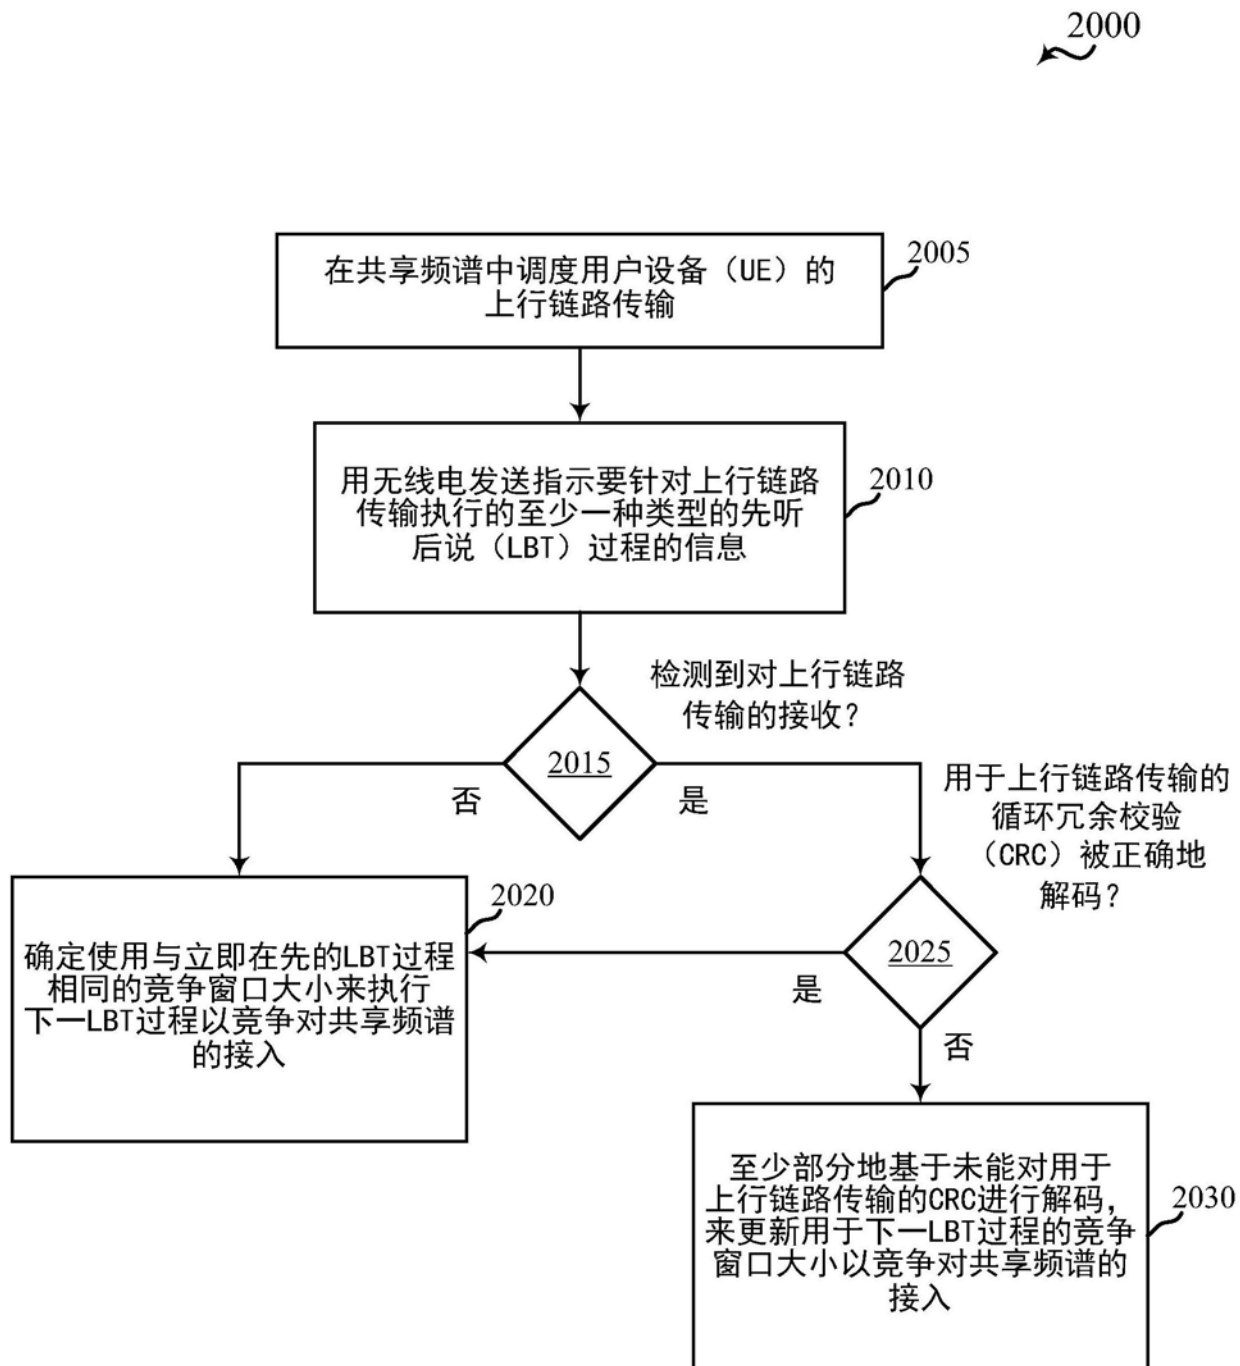 2000
在共享频谱中调度用户设备（UE）的
上行链路传输
2005
用无线电发送指示要针对上行链路
传输执行的至少一种类型的先听
后说（LBT）过程的信息
2010
检测到对上行链路
传输的接收？
2015
否
是
用于上行链路传输的
循环冗余校验
（CRC）被正确地
解码？
2020
确定使用与立即在先的LBT过程
相同的竞争窗口大小来执行
下一LBT过程以竞争对共享频谱
的接入
2025
是
否
至少部分地基于未能对用于
上行链路传输的CRC进行解码，
来更新用于下一LBT过程的竞争
窗口大小以竞争对共享频谱的
接入
2030